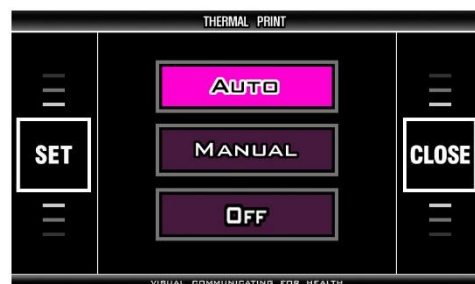 THERMAL PRINT
AUTO
SET
MANUAL
CLOSE
OFF
VISUAL COMMUNICATING FOR HEALTH